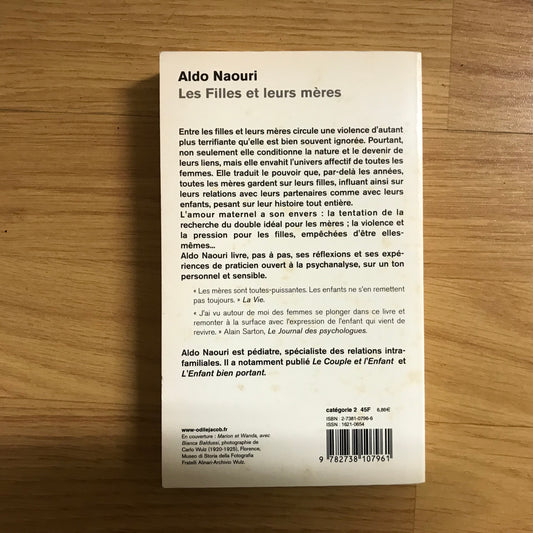 Aldo Naouri
Les Filles et leurs mères
Entre les filles et leurs mères circule une violence d'autant
plus terrifiante qu'elle est bien souvent ignorée. Pourtant,
non seulement elle conditionne la nature et le devenir de
leurs liens, mais elle envahit l'univers affectif de toutes les
femmes. Elle traduit le pouvoir que, par-delà les années,
toutes les mères gardent sur leurs filles, influant ainsi sur
leurs relations avec leurs partenaires comme avec leurs
enfants, pesant sur leur histoire tout entière.
L'amour maternel a son envers : la tentation de la
recherche du double idéal pour les mères ; la violence et
la pression pour les filles, empêchées d'être elles-
mêmes...
Aldo Naouri livre, pas à pas, ses réflexions et ses expé-
riences de praticien ouvert à la psychanalyse, sur un ton
personnel et sensible.
« Les mères sont toutes-puissantes. Les enfants ne s'en remettent
pas toujours. » La Vie.
« J'ai vu autour de moi des femmes se plonger dans ce livre et
remonter à la surface avec l'expression de l'enfant qui vient de
revivre. » Alain Sarton, Le Journal des psychologues.
Aldo Naouri est pédiatre, spécialiste des relations intra-
familiales. Il a notamment publié Le Couple et l'Enfant et
L'Enfant bien portant.
www.odilejacob.fr
En couverture : Marion et Wanda, avec
Bianca Baldussi, photographie de
Carlo Wulz (1920-1925), Florence,
Museo di Storia della Fotografia
Fratelli Alinari-Archivio Wulz.
catégorie 2 45F 6,86€
ISBN : 2-7381-0796-6
ISSN : 1621-0654
9 782738 107961